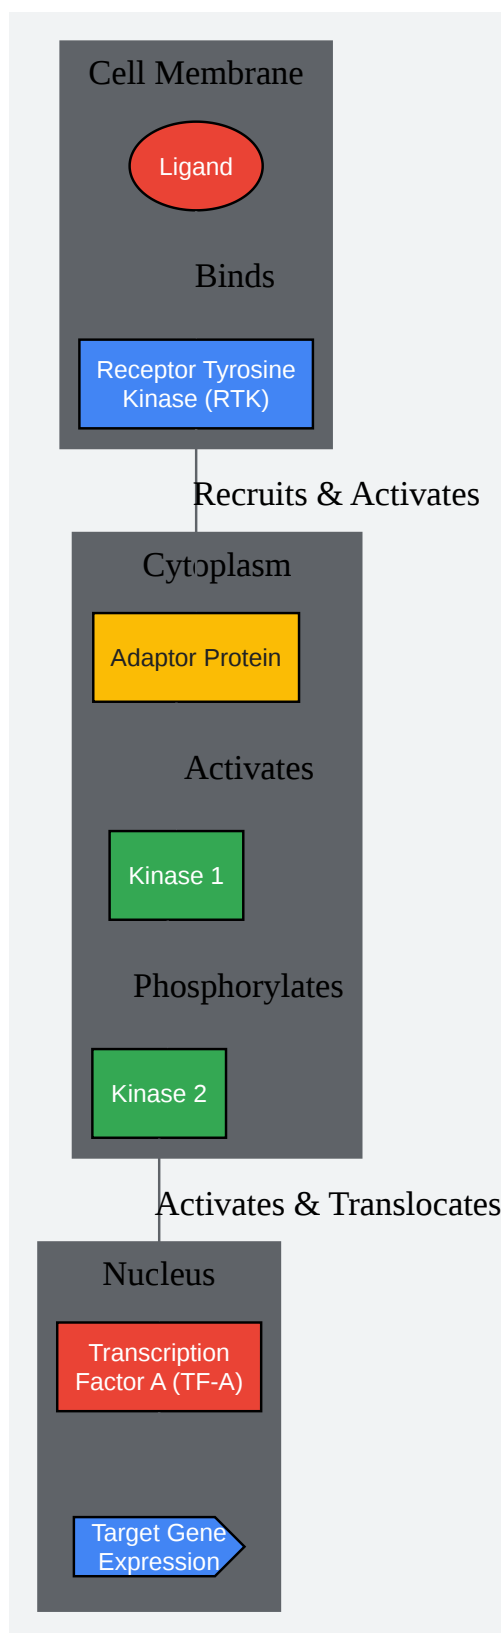 Cell Membrane
Ligand
Binds
Receptor Tyrosine
Kinase (RTK)
Recruits & Activates
Cytoplasm
Adaptor Protein
Activates
Kinase 1
Phosphorylates
Kinase 2
Activates & Translocates
Nucleus
Transcription
Factor A (TF-A)
Target Gene
Expression